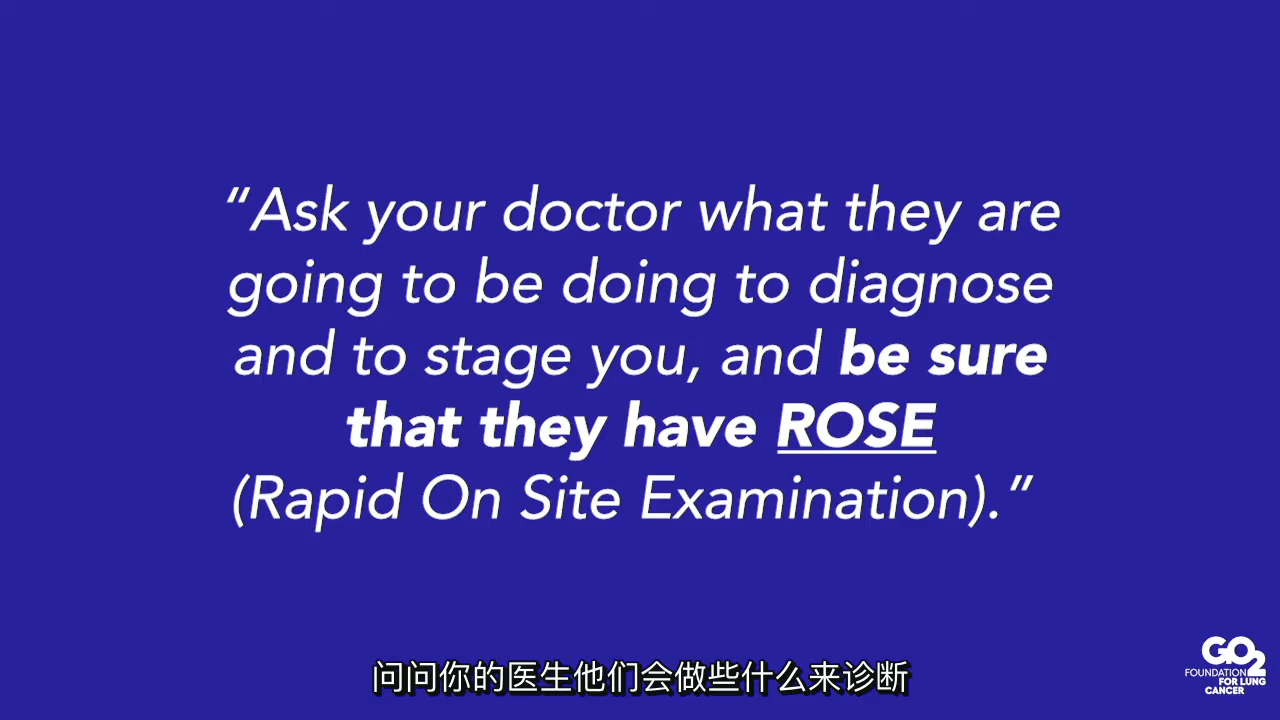 “Ask your doctor what they are
going to be doing to diagnose
and to stage you, and be sure
that they have ROSE
(Rapid On Site Examination).”
GO2
FOUNDATION
FOR LUNG
CANCER
问问你的医生他们会做些什么来诊断